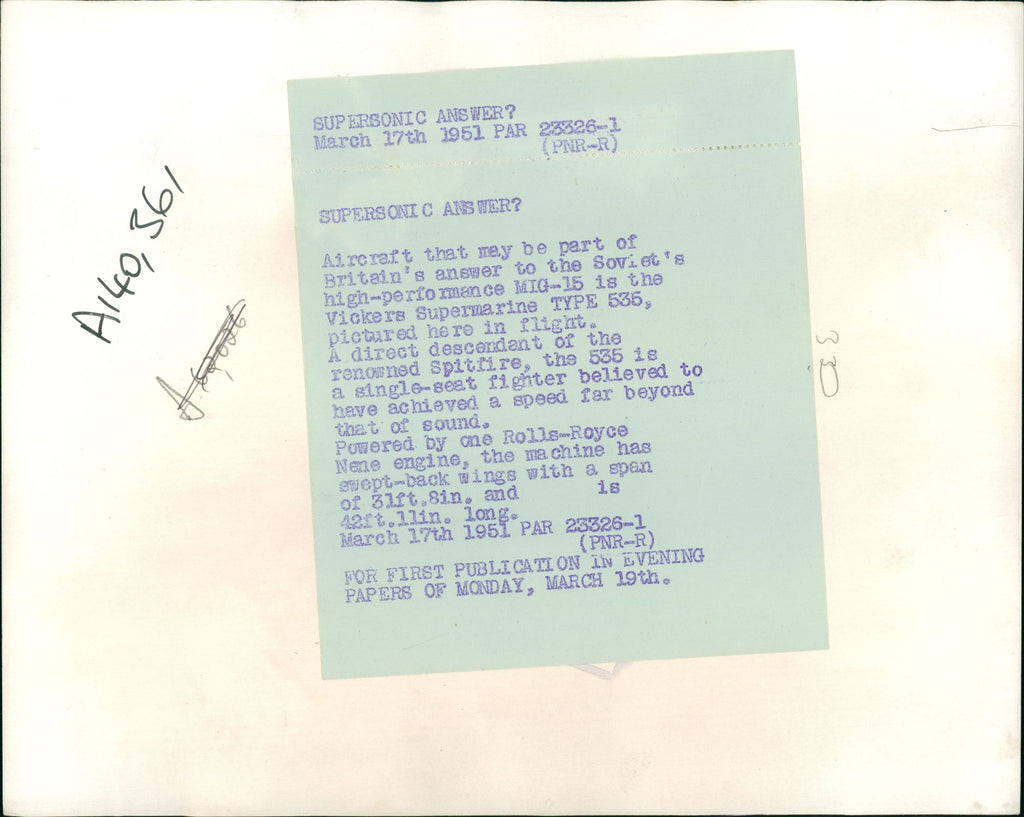 SUPERSONIC ANSWER?
March 17th 1951 PAR 23326-1
(PNR-R)
SUPERSONIC ANSWER?
Aircraft that may be part of
Britain's answer to the Soviet's
high-performance MIG-15 is the
Vickers Supermarine TYPE 535,
pictured here in flight.
A direct descendant of the
renowned Spitfire, the 535 is
a single-seat fighter believed to
have achieved a speed far beyond
that of sound.
Powered by one Rolls-Royce
Nene engine, the machine has
swept-back wings with a span
of 31ft.8in. and is
42ft.11in. long.
March 17th 1951 PAR 23326-1
(PNR-R)
FOR FIRST PUBLICATION IN EVENING
PAPERS OF MONDAY, MARCH 19th.
A140,361